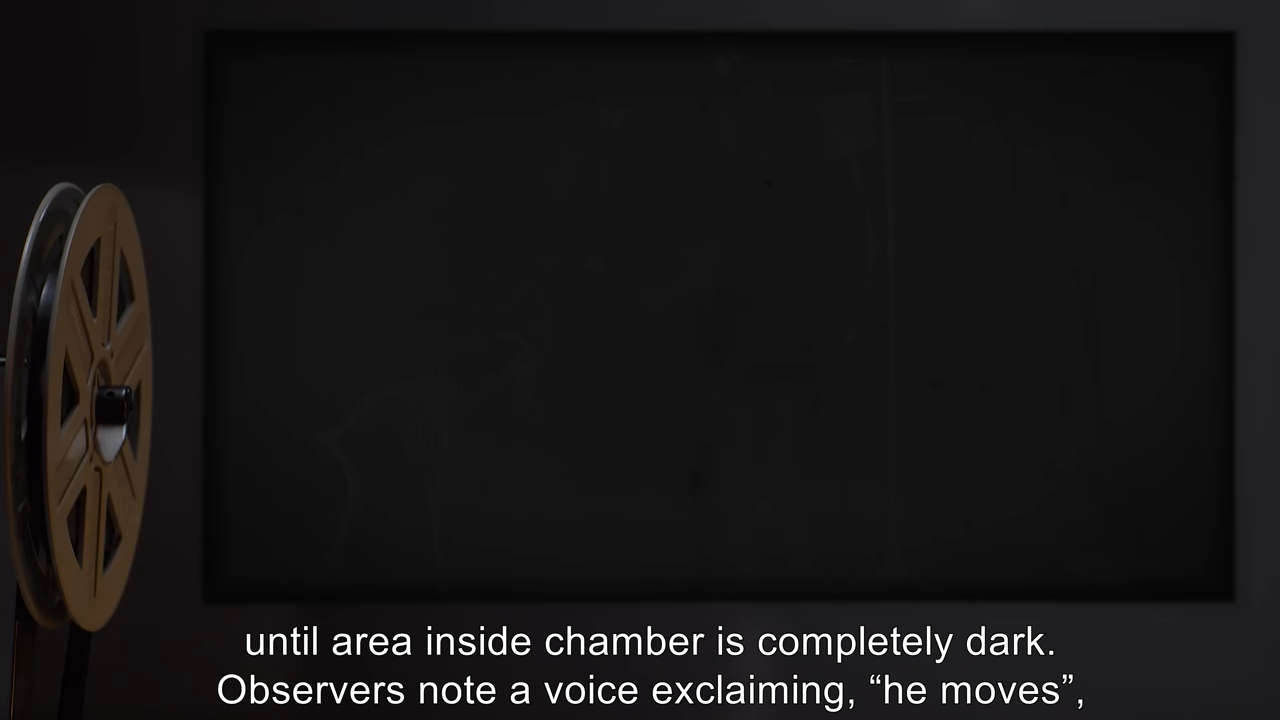 until area inside chamber is completely dark.
Observers note a voice exclaiming, “he moves”,